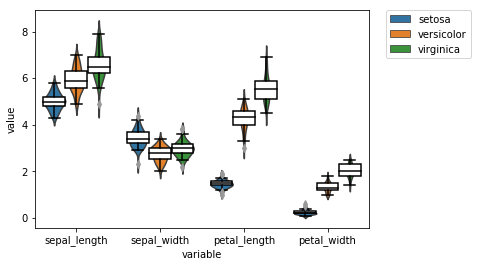 setosa
versicolor
virginica
8
6
4
2
0
value
sepal_length sepal_width petal_length petal_width
variable